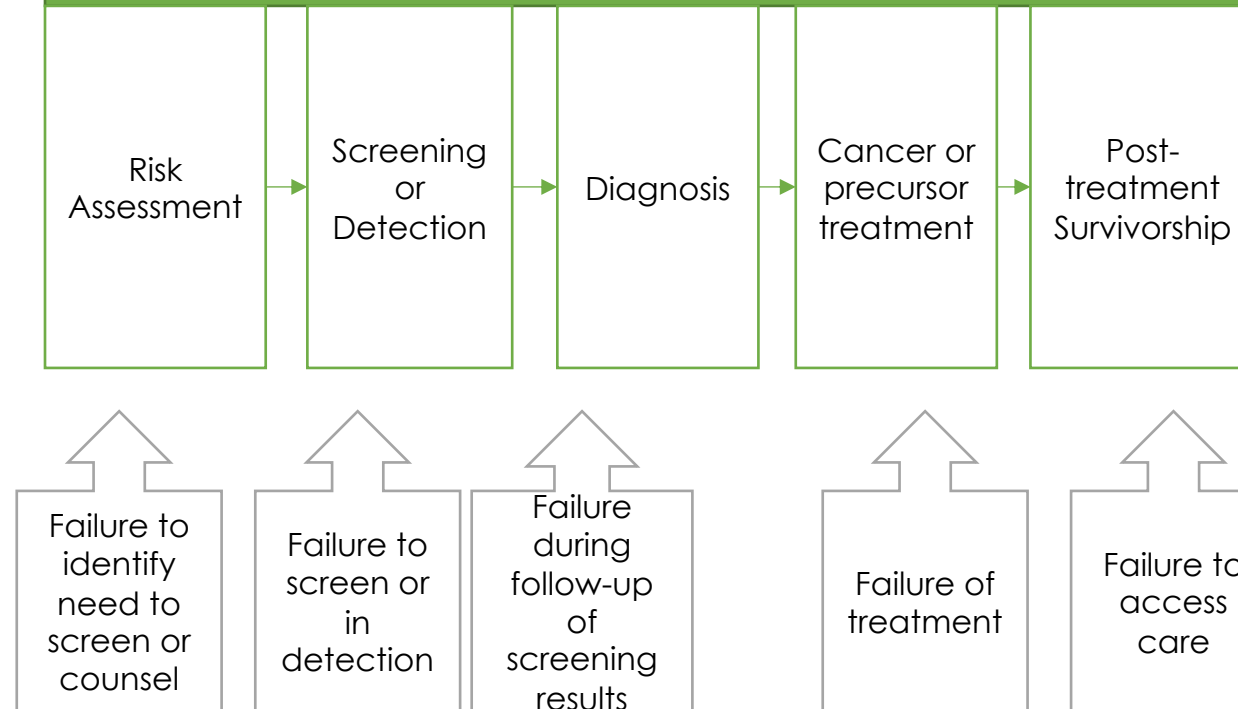 Risk
Assessment
Screening
or
Detection
Diagnosis
Cancer or
precursor
treatment
Post-
treatment
Survivorship
Failure to
identify
need to
screen or
counsel
Failure to
screen or
in
detection
Failure
during
follow-up
of
screening
results
Failure of
treatment
Failure to
access
care